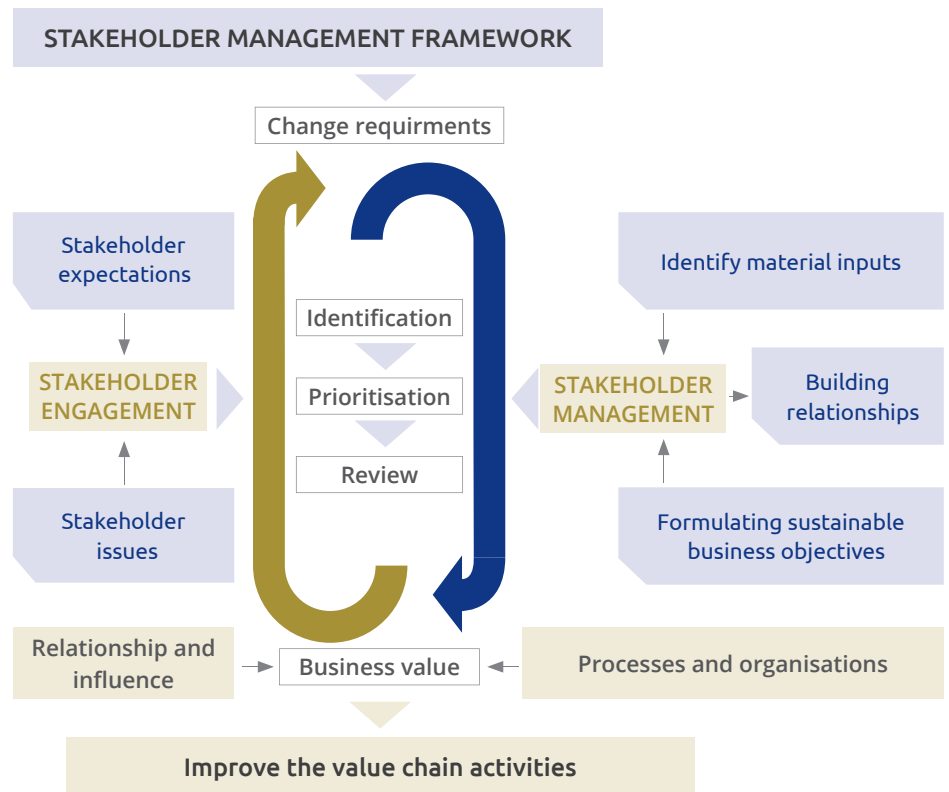 STAKEHOLDER MANAGEMENT FRAMEWORK
Change requirments
Stakeholder
expectations
Identify material inputs
Identification
STAKEHOLDER
ENGAGEMENT
Prioritisation
STAKEHOLDER
MANAGEMENT
Building
relationships
Review
Stakeholder
issues
Formulating sustainable
business objectives
Relationship and
influence
Business value
Processes and organisations
Improve the value chain activities